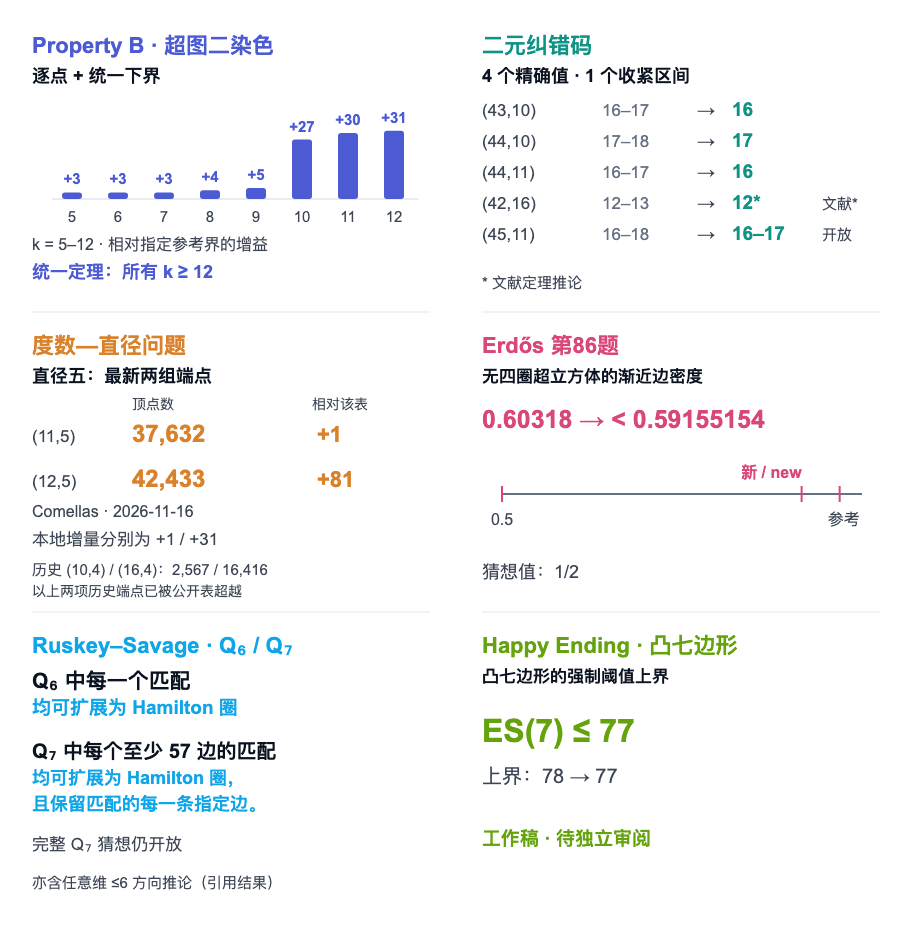 Property B · 超图二染色
逐点 + 统一下界
+3 +3 +3 +4 +5 +27 +30 +31
5 6 7 8 9 10 11 12
k = 5–12 · 相对指定参考界的增益
统一定理：所有 k ≥ 12
二元纠错码
4 个精确值 · 1 个收紧区间
(43,10) 16–17 → 16
(44,10) 17–18 → 17
(44,11) 16–17 → 16
(42,16) 12–13 → 12* 文献*
(45,11) 16–18 → 16–17 开放
* 文献定理推论
度数—直径问题
直径五：最新两组端点
顶点数 相对该表
(11,5) 37,632 +1
(12,5) 42,433 +81
Comellas · 2026-11-16
本地增量分别为 +1 / +31
历史 (10,4) / (16,4)：2,567 / 16,416
以上两项历史端点已被公开表超越
Erdős 第86题
无四圈超立方体的渐近边密度
0.60318 → < 0.59155154
新 / new
0.5 参考
猜想值：1/2
Ruskey–Savage · Q₆ / Q₇
Q₆ 中每一个匹配
均可扩展为 Hamilton 圈
Q₇ 中每个至少 57 边的匹配
均可扩展为 Hamilton 圈，
且保留匹配的每一条指定边。
完整 Q₇ 猜想仍开放
亦含任意维 ≤6 方向推论（引用结果）
Happy Ending · 凸七边形
凸七边形的强制阈值上界
ES(7) ≤ 77
上界：78 → 77
工作稿 · 待独立审阅